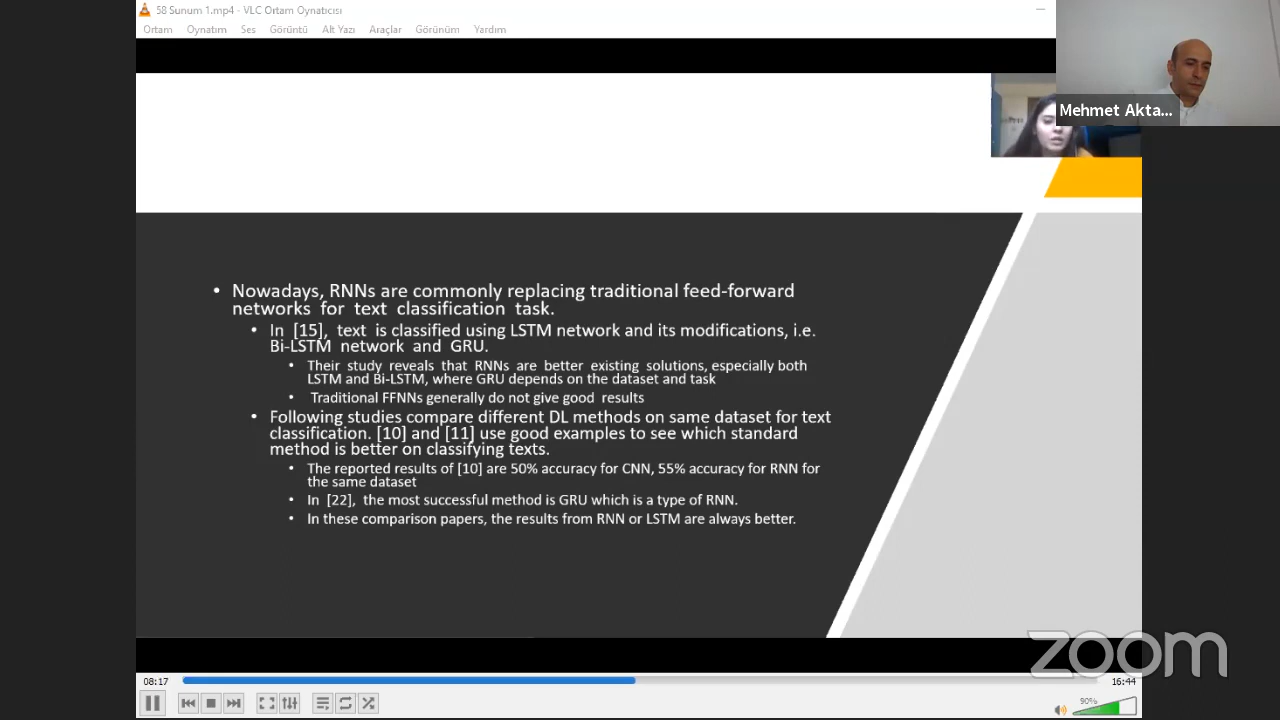 58 Sunum 1.mp4 - VLC Ortam Oynatıcısı
Ortam Oynatım Ses Görüntü Alt Yazı Araçlar Görünüm Yardım
Mehmet Akta...
• Nowadays, RNNs are commonly replacing traditional feed-forward
networks for text classification task.
• In [15], text is classified using LSTM network and its modifications, i.e.
Bi-LSTM network and GRU.
• Their study reveals that RNNs are better existing solutions, especially both
LSTM and Bi-LSTM, where GRU depends on the dataset and task
• Traditional FFNNs generally do not give good results
• Following studies compare different DL methods on same dataset for text
classification. [10] and [11] use good examples to see which standard
method is better on classifying texts.
• The reported results of [10] are 50% accuracy for CNN, 55% accuracy for RNN for
the same dataset
• In [22], the most successful method is GRU which is a type of RNN.
• In these comparison papers, the results from RNN or LSTM are always better.
zoom
08:17
16:44
90%